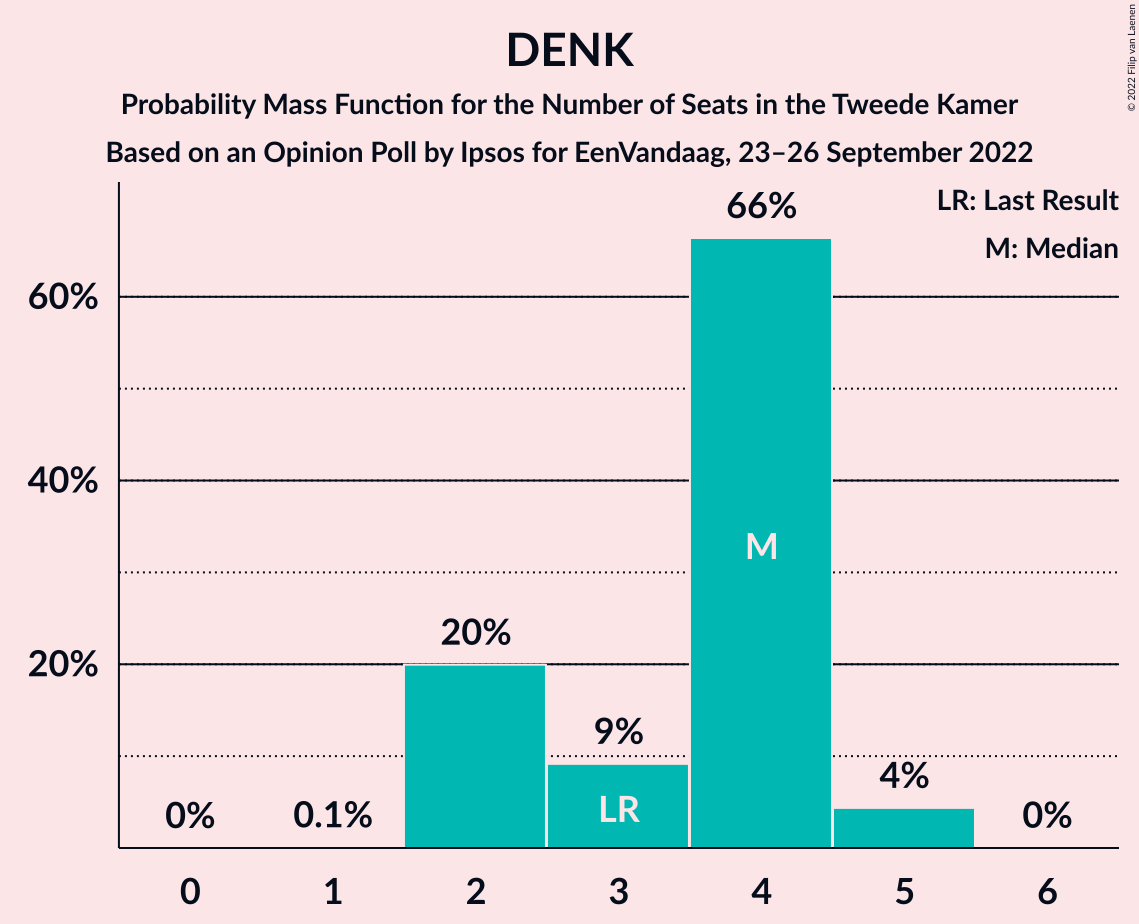 DENK
Probability Mass Function for the Number of Seats in the Tweede Kamer
Based on an Opinion Poll by Ipsos for EenVandaag, 23–26 September 2022
© 2022 Filip van Laenen
LR: Last Result
M: Median
66%
60%
40%
M
20%
20%
9%
4%
0%
0.1%
LR
0%
0 1 2 3 4 5 6